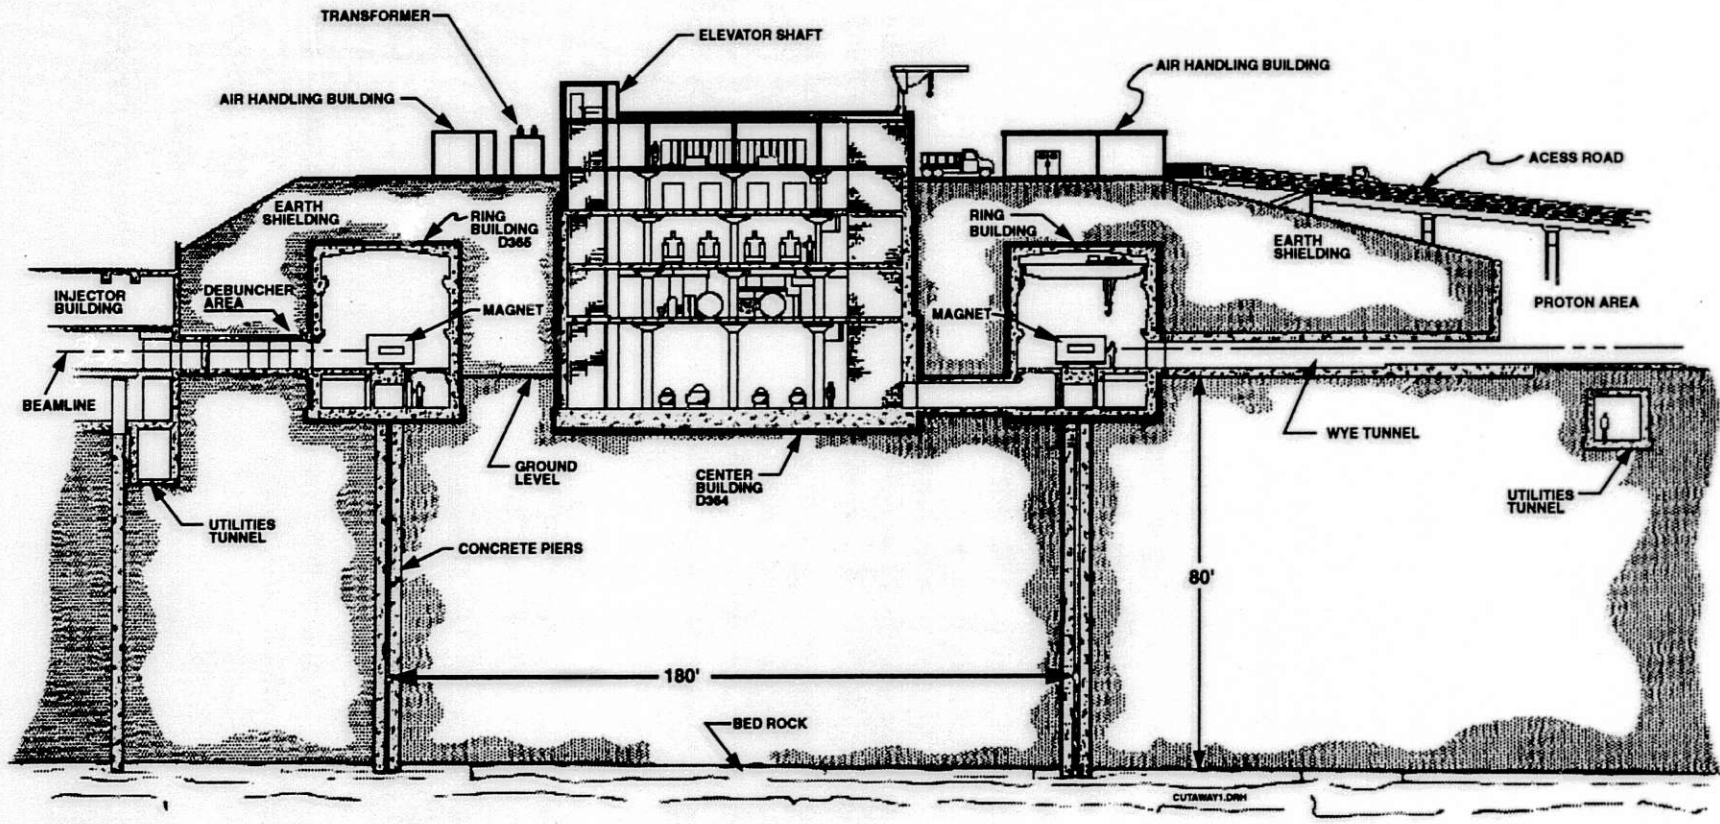 TRANSFORMER
ELEVATOR SHAFT
AIR HANDLING BUILDING
AIR HANDLING BUILDING
ACESS ROAD
EARTH
SHIELDING
RING
BUILDING
D365
RING
BUILDING
EARTH
SHIELDING
INJECTOR
BUILDING
DEBUNCHER
AREA
MAGNET
MAGNET
PROTON AREA
BEAMLINE
WYE TUNNEL
GROUND
LEVEL
CENTER
BUILDING
D364
UTILITIES
TUNNEL
UTILITIES
TUNNEL
CONCRETE PIERS
80'
180'
BED ROCK
CUTAWAY1.DRW